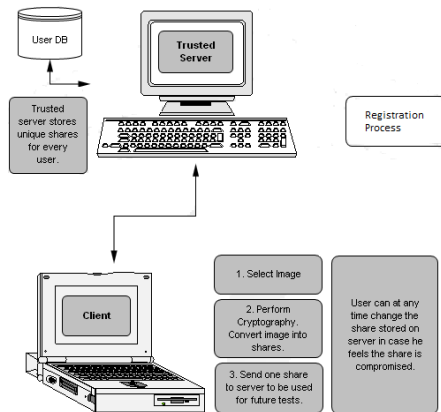 User DB
Trusted
Server
Trusted
server stores
unique shares
for every
user.
Registration
Process
Client
1. Select Image
2. Perform
Cryptography.
Convert image into
shares.
3. Send one share
to server to be used
for future tests.
User can at any
time change the
share stored on
server in case he
feels the share is
compromised.